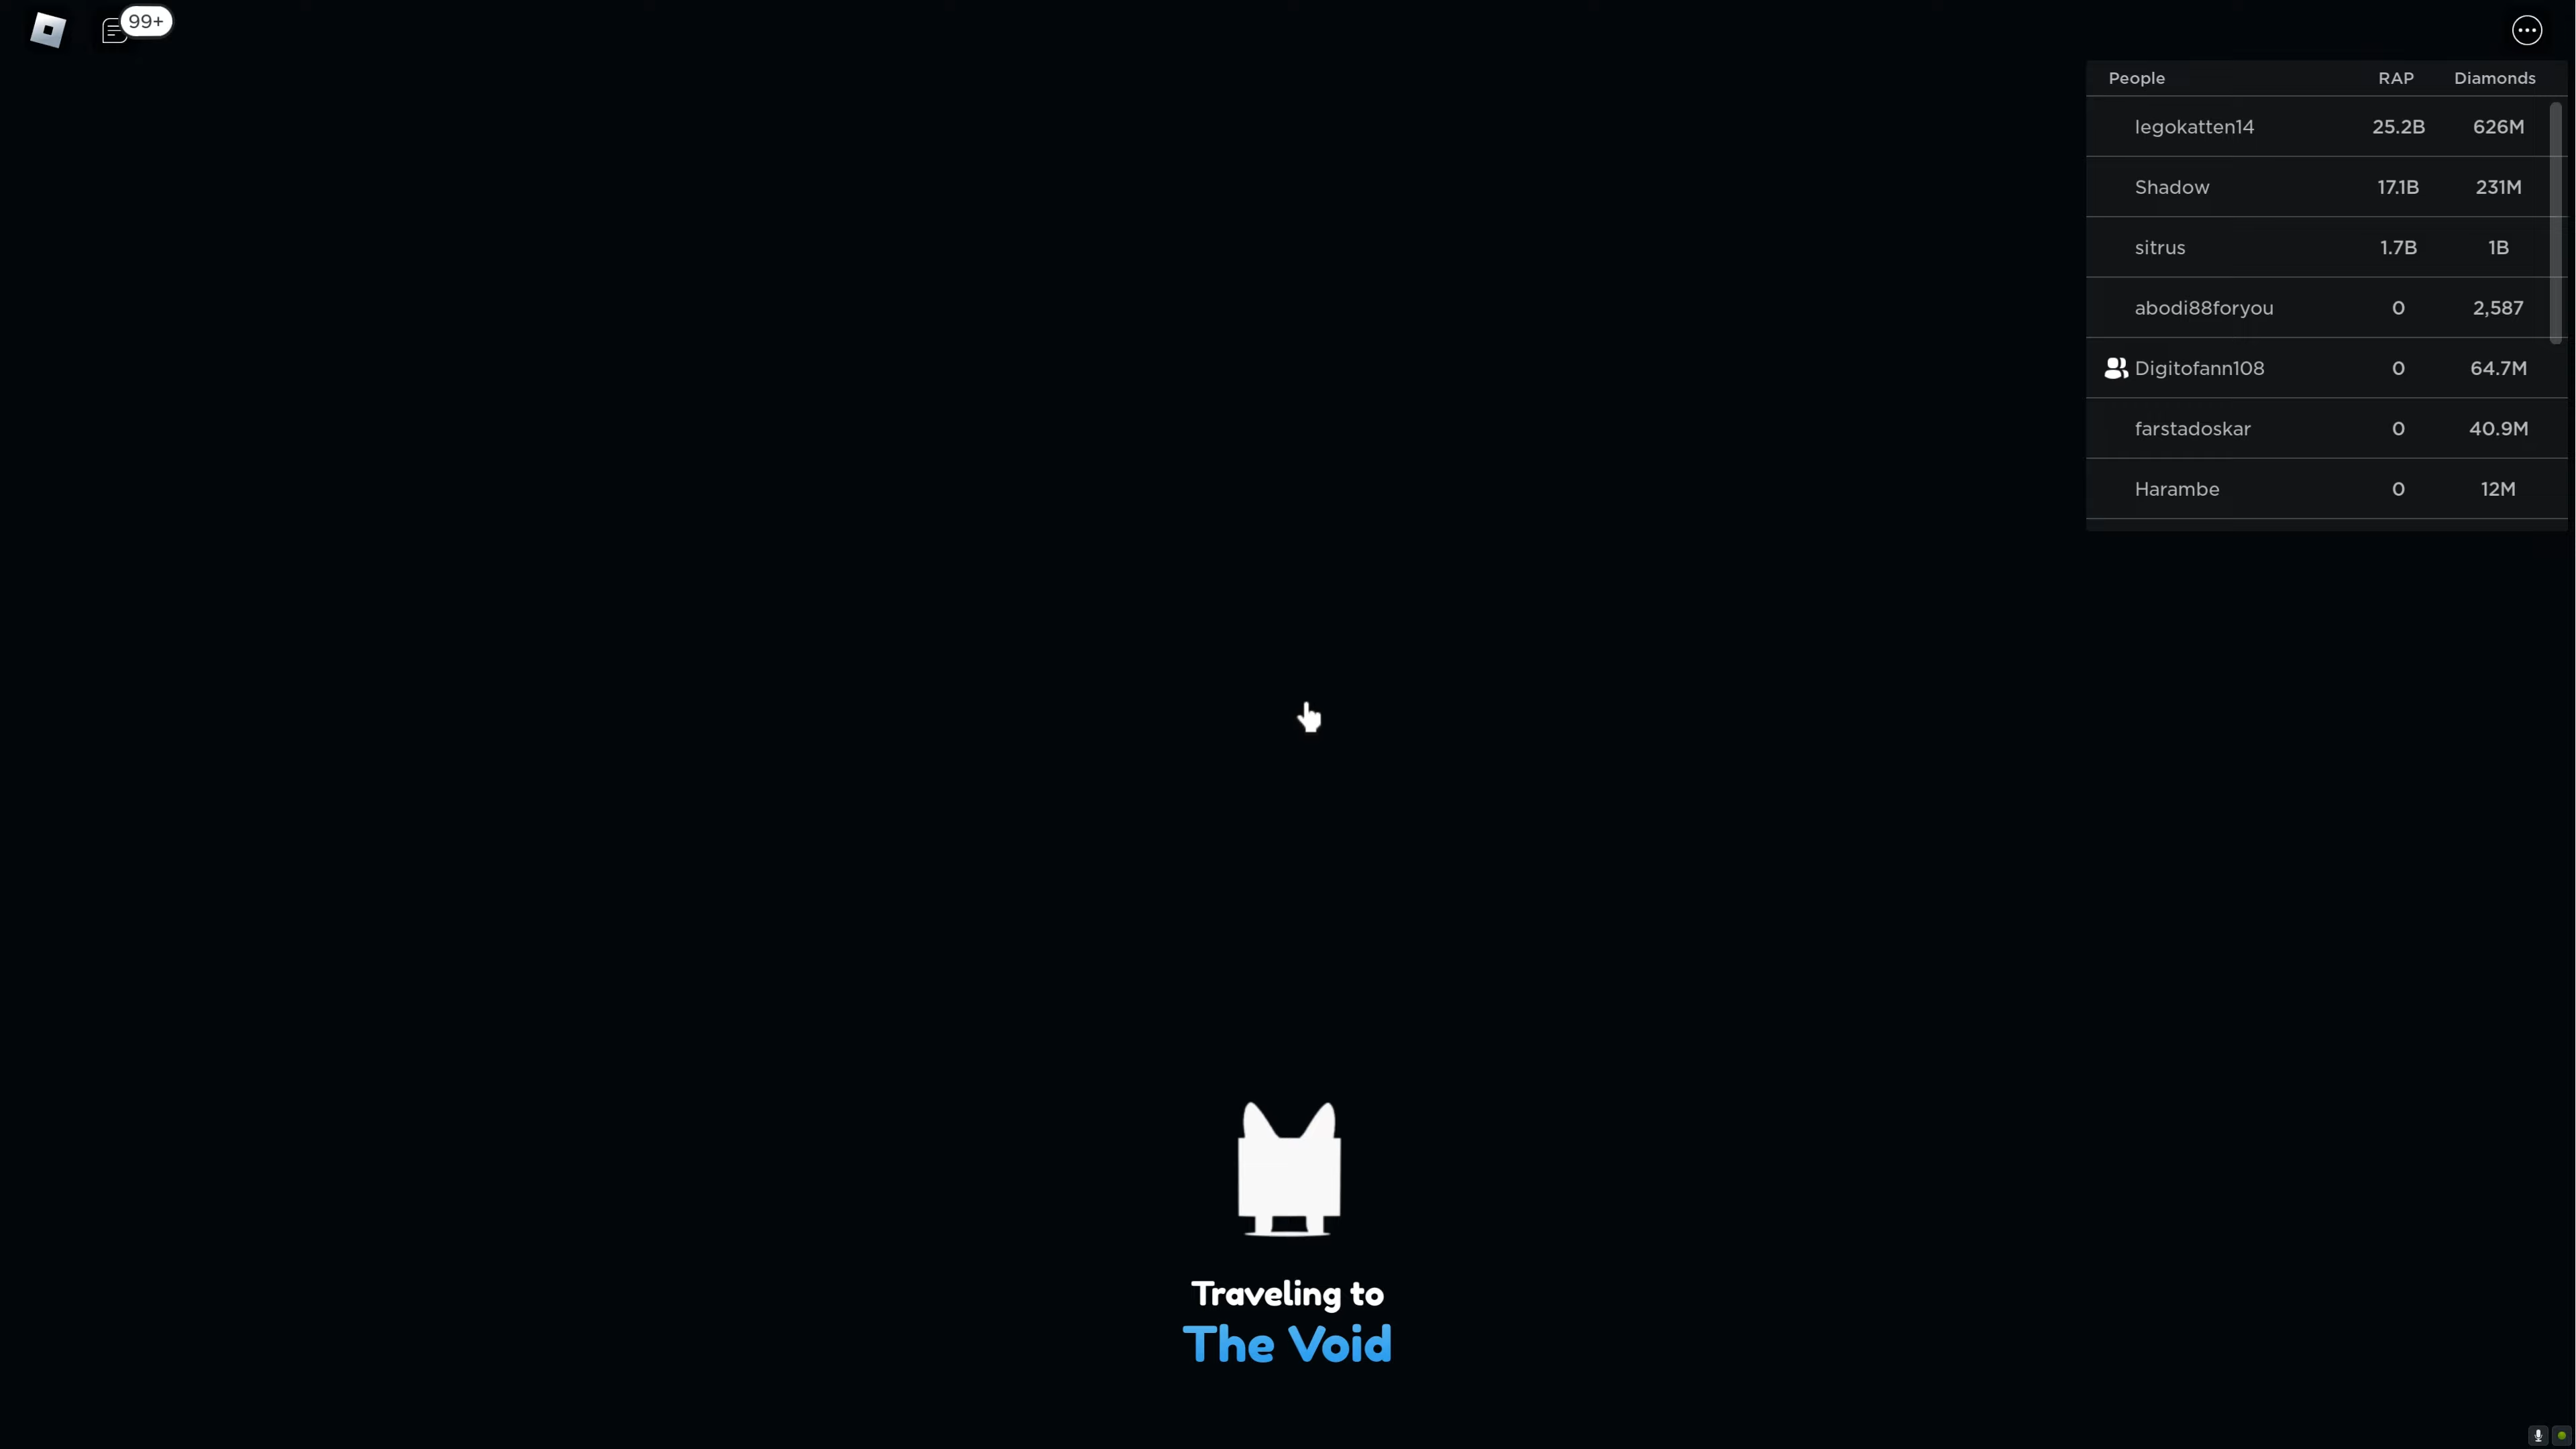 99+
People RAP Diamonds
legokatten14 25.2B 626M
Shadow 17.1B 231M
sitrus 1.7B 1B
abodi88foryou 0 2,587
Digitofann108 0 64.7M
farstadoskar 0 40.9M
Harambe 0 12M
Traveling to
The Void